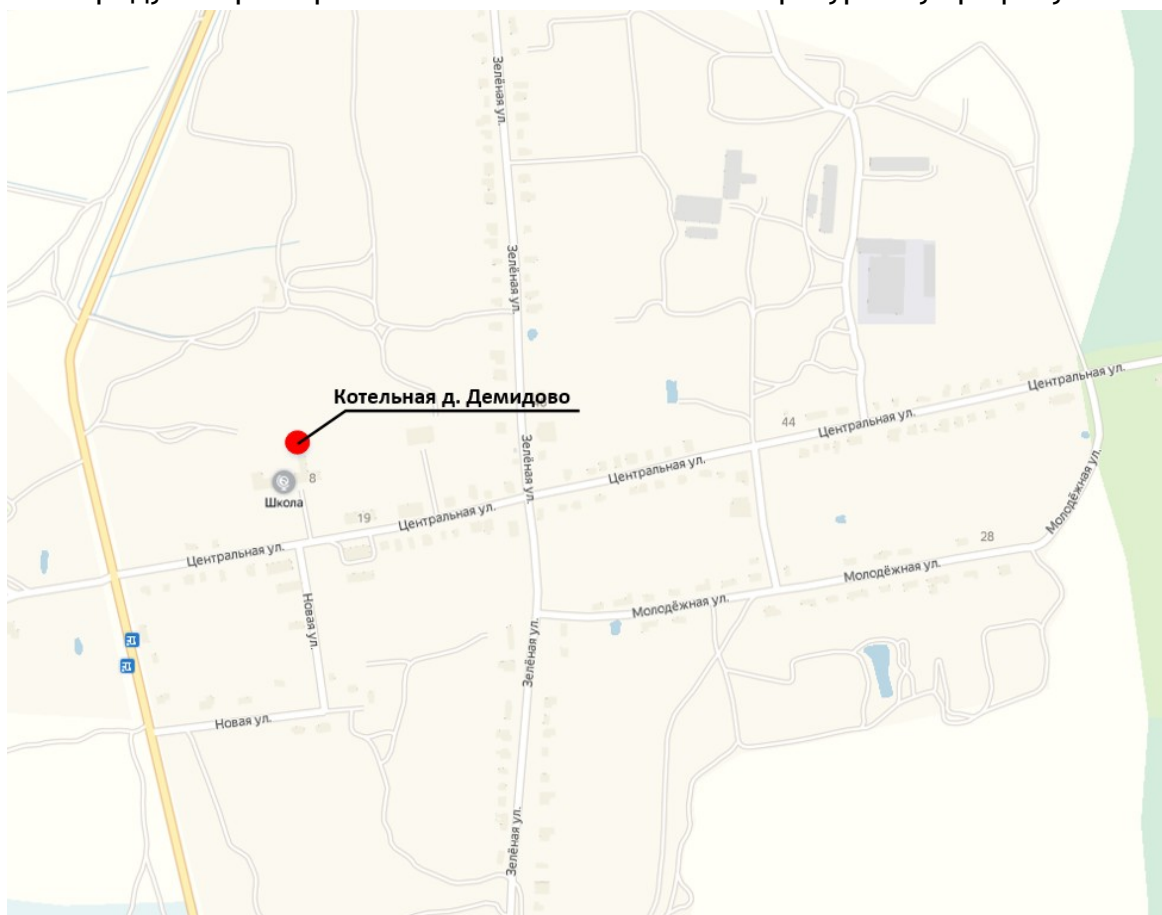 Зелёная ул.
Зелёная ул.
Котельная д. Демидово
Центральная ул.
44
Центральная ул.
Зелёная ул.
Центральная ул.
8
Школа
19
Центральная ул.
Молодёжная ул.
Центральная ул.
28
Молодёжная ул.
Новая ул.
Молодёжная ул.
Зелёная ул.
Новая ул.
Зелёная ул.